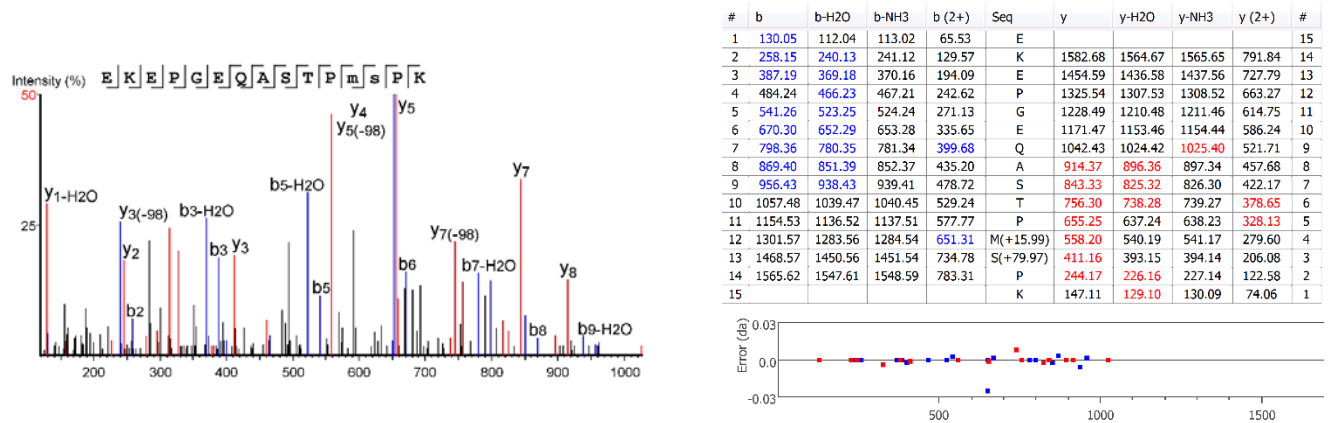 EKEPGEQASTPmsPK
Intensity (%)
50
25
y1-H2O
y3(-98)
y2
b2
b3-H2O
b3
y3
b5-H2O
b5
y4
y5(-98)
y5
b6
y7(-98)
b7-H2O
y7
b8
y8
b9-H2O
200 300 400 500 600 700 800 900 1000
# b b-H2O b-NH3 b (2+) Seq y y-H2O y-NH3 y (2+) #
1 130.05 112.04 113.02 65.53 E 15
2 258.15 240.13 241.12 129.57 K 1582.68 1564.67 1565.65 791.84 14
3 387.19 369.18 370.16 194.09 E 1454.59 1436.58 1437.56 727.79 13
4 484.24 466.23 467.21 242.62 P 1325.54 1307.53 1308.52 663.27 12
5 541.26 523.25 524.24 271.13 G 1228.49 1210.48 1211.46 614.75 11
6 670.30 652.29 653.28 335.65 E 1171.47 1153.46 1154.44 586.24 10
7 798.36 780.35 781.34 399.68 Q 1042.43 1024.42 1025.40 521.71 9
8 869.40 851.39 852.37 435.20 A 914.37 896.36 897.34 457.68 8
9 956.43 938.43 939.41 478.72 S 843.33 825.32 826.30 422.17 7
10 1057.48 1039.47 1040.45 529.24 T 756.30 738.28 739.27 378.65 6
11 1154.53 1136.52 1137.51 577.77 P 655.25 637.24 638.23 328.13 5
12 1301.57 1283.56 1284.54 651.31 M(+15.99) 558.20 540.19 541.17 279.60 4
13 1468.57 1450.56 1451.54 734.78 S(+79.97) 411.16 393.15 394.14 206.08 3
14 1565.62 1547.61 1548.59 783.31 P 244.17 226.16 227.14 122.58 2
15 K 147.11 129.10 130.09 74.06 1
Error (da)
0.03
0.0
-0.03
500 1000 1500